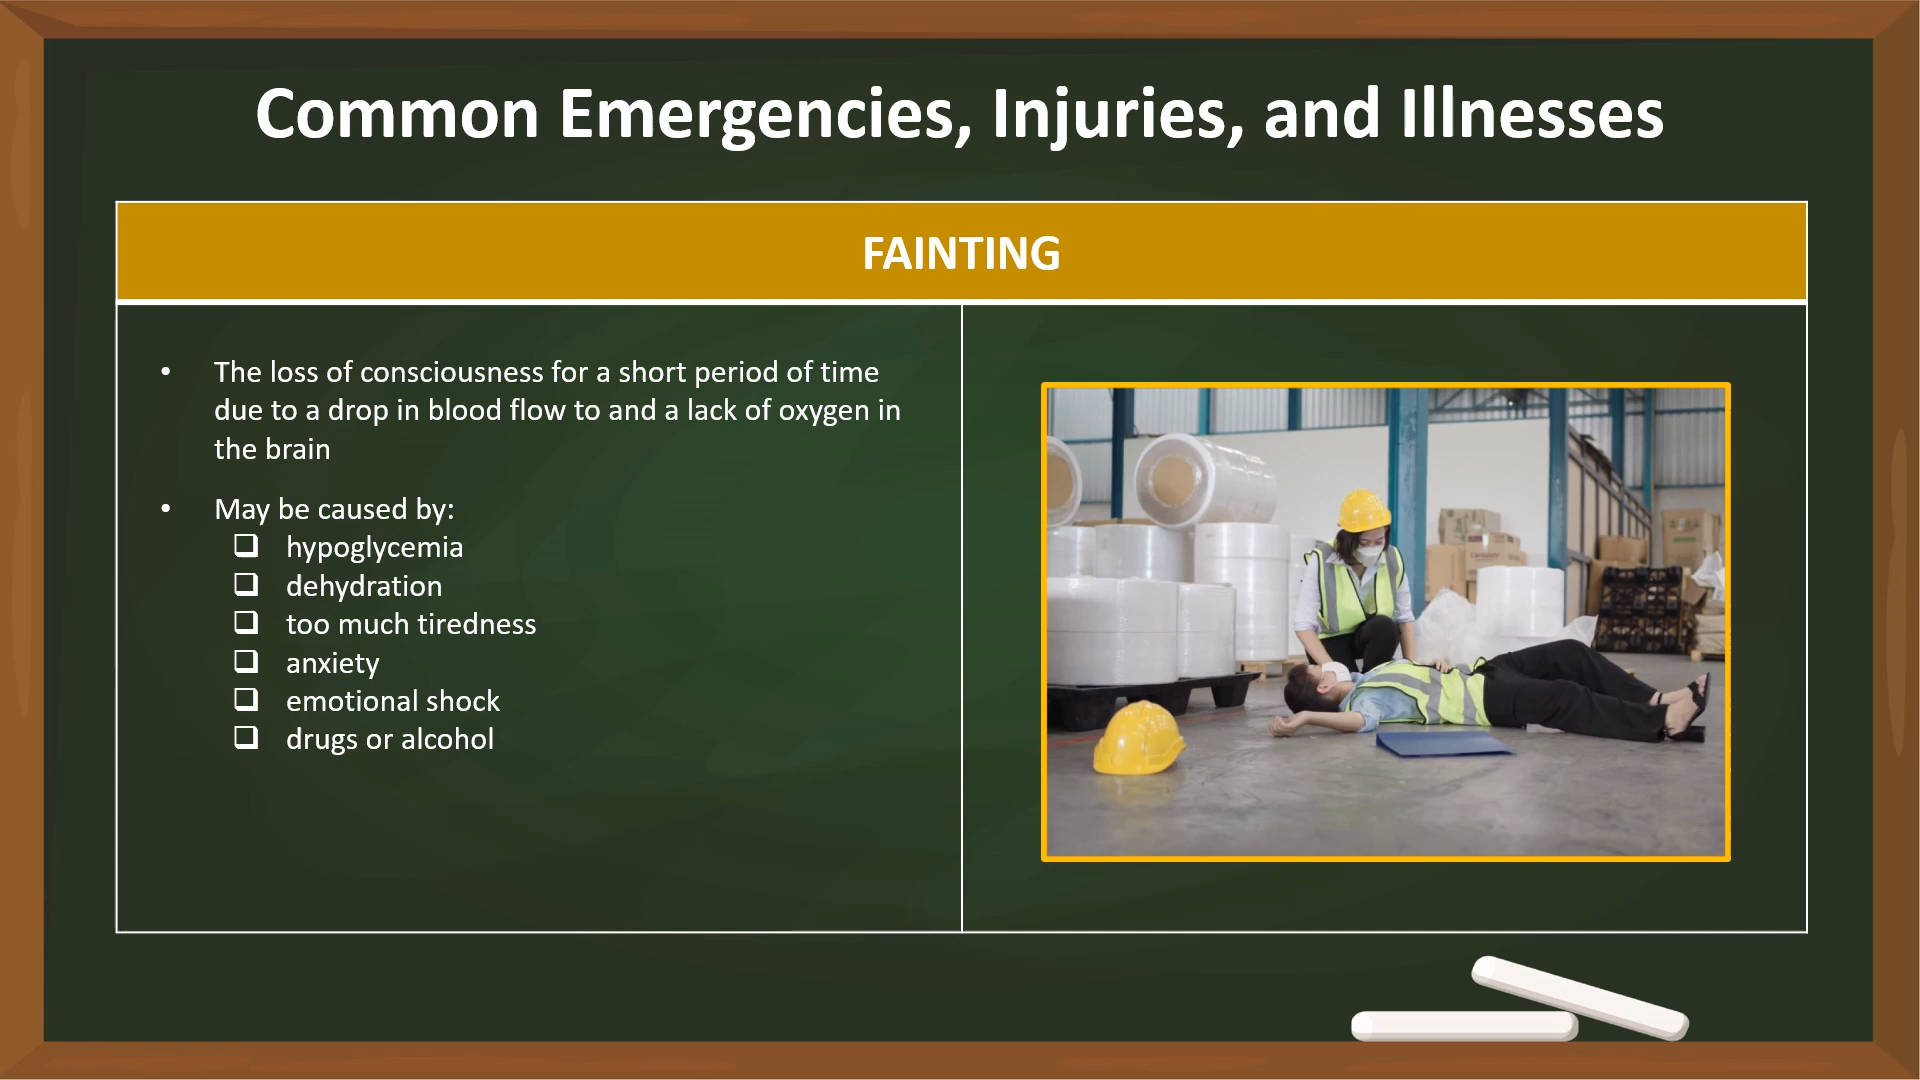 Common Emergencies, Injuries, and Illnesses
FAINTING
• The loss of consciousness for a short period of time
due to a drop in blood flow to and a lack of oxygen in
the brain
• May be caused by:
❑ hypoglycemia
❑ dehydration
❑ too much tiredness
❑ anxiety
❑ emotional shock
❑ drugs or alcohol